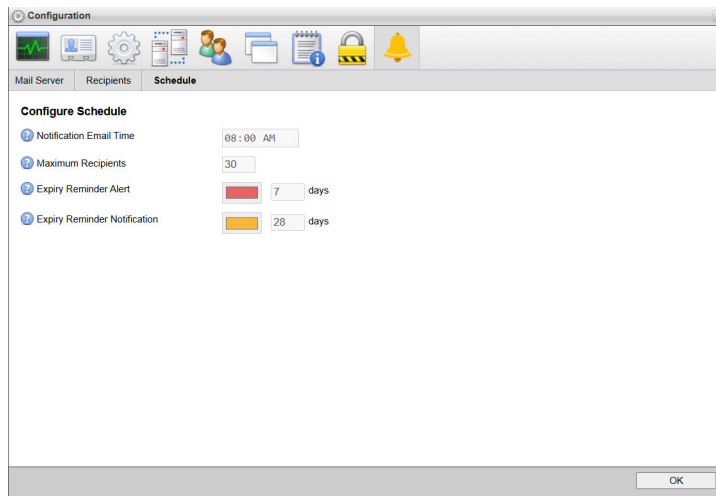 Configuration
Mail Server Recipients Schedule
Configure Schedule
Notification Email Time 08:00 AM
Maximum Recipients 30
Expiry Reminder Alert 7 days
Expiry Reminder Notification 28 days
OK